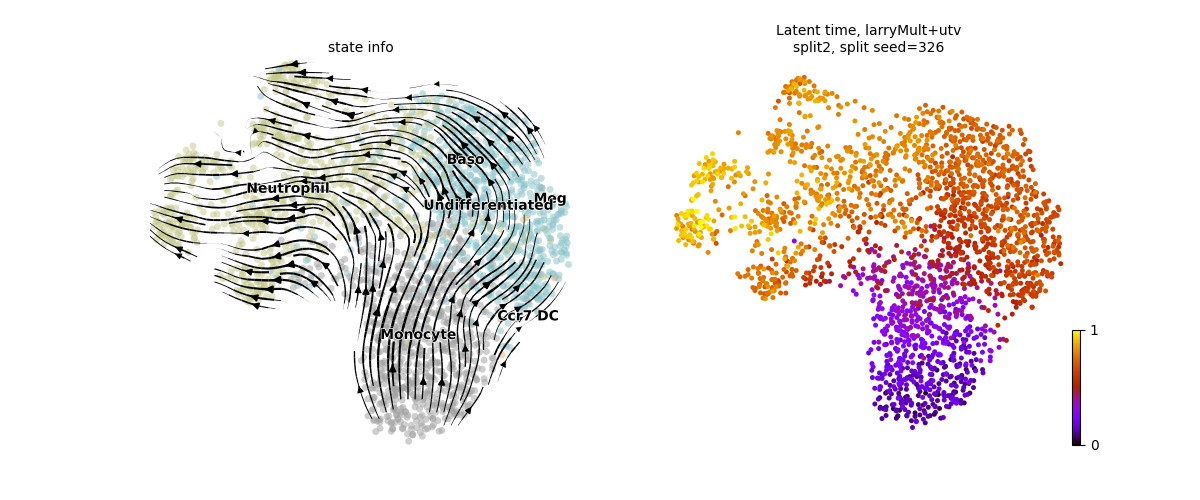 state info
Baso
Neutrophil
Meg
Undifferentiated
Ccr7 DC
Monocyte
Latent time, larryMult+utv
split2, split seed=326
1
0